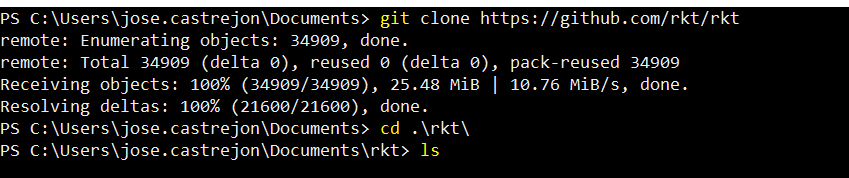 PS C:\Users\jose.castrejon\Documents> git clone https://github.com/rkt/rkt
remote: Enumerating objects: 34909, done.
remote: Total 34909 (delta 0), reused 0 (delta 0), pack-reused 34909
Receiving objects: 100% (34909/34909), 25.48 MiB | 10.76 MiB/s, done.
Resolving deltas: 100% (21600/21600), done.
PS C:\Users\jose.castrejon\Documents> cd .\rkt\
PS C:\Users\jose.castrejon\Documents\rkt> ls